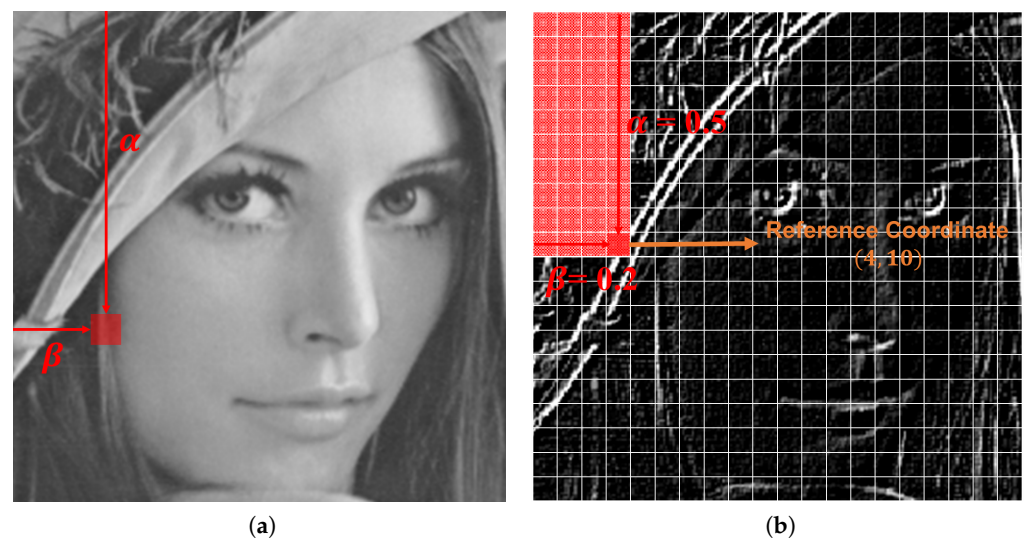 α
β
α = 0.5
Reference Coordinate
(4, 10)
β = 0.2
(a)
(b)